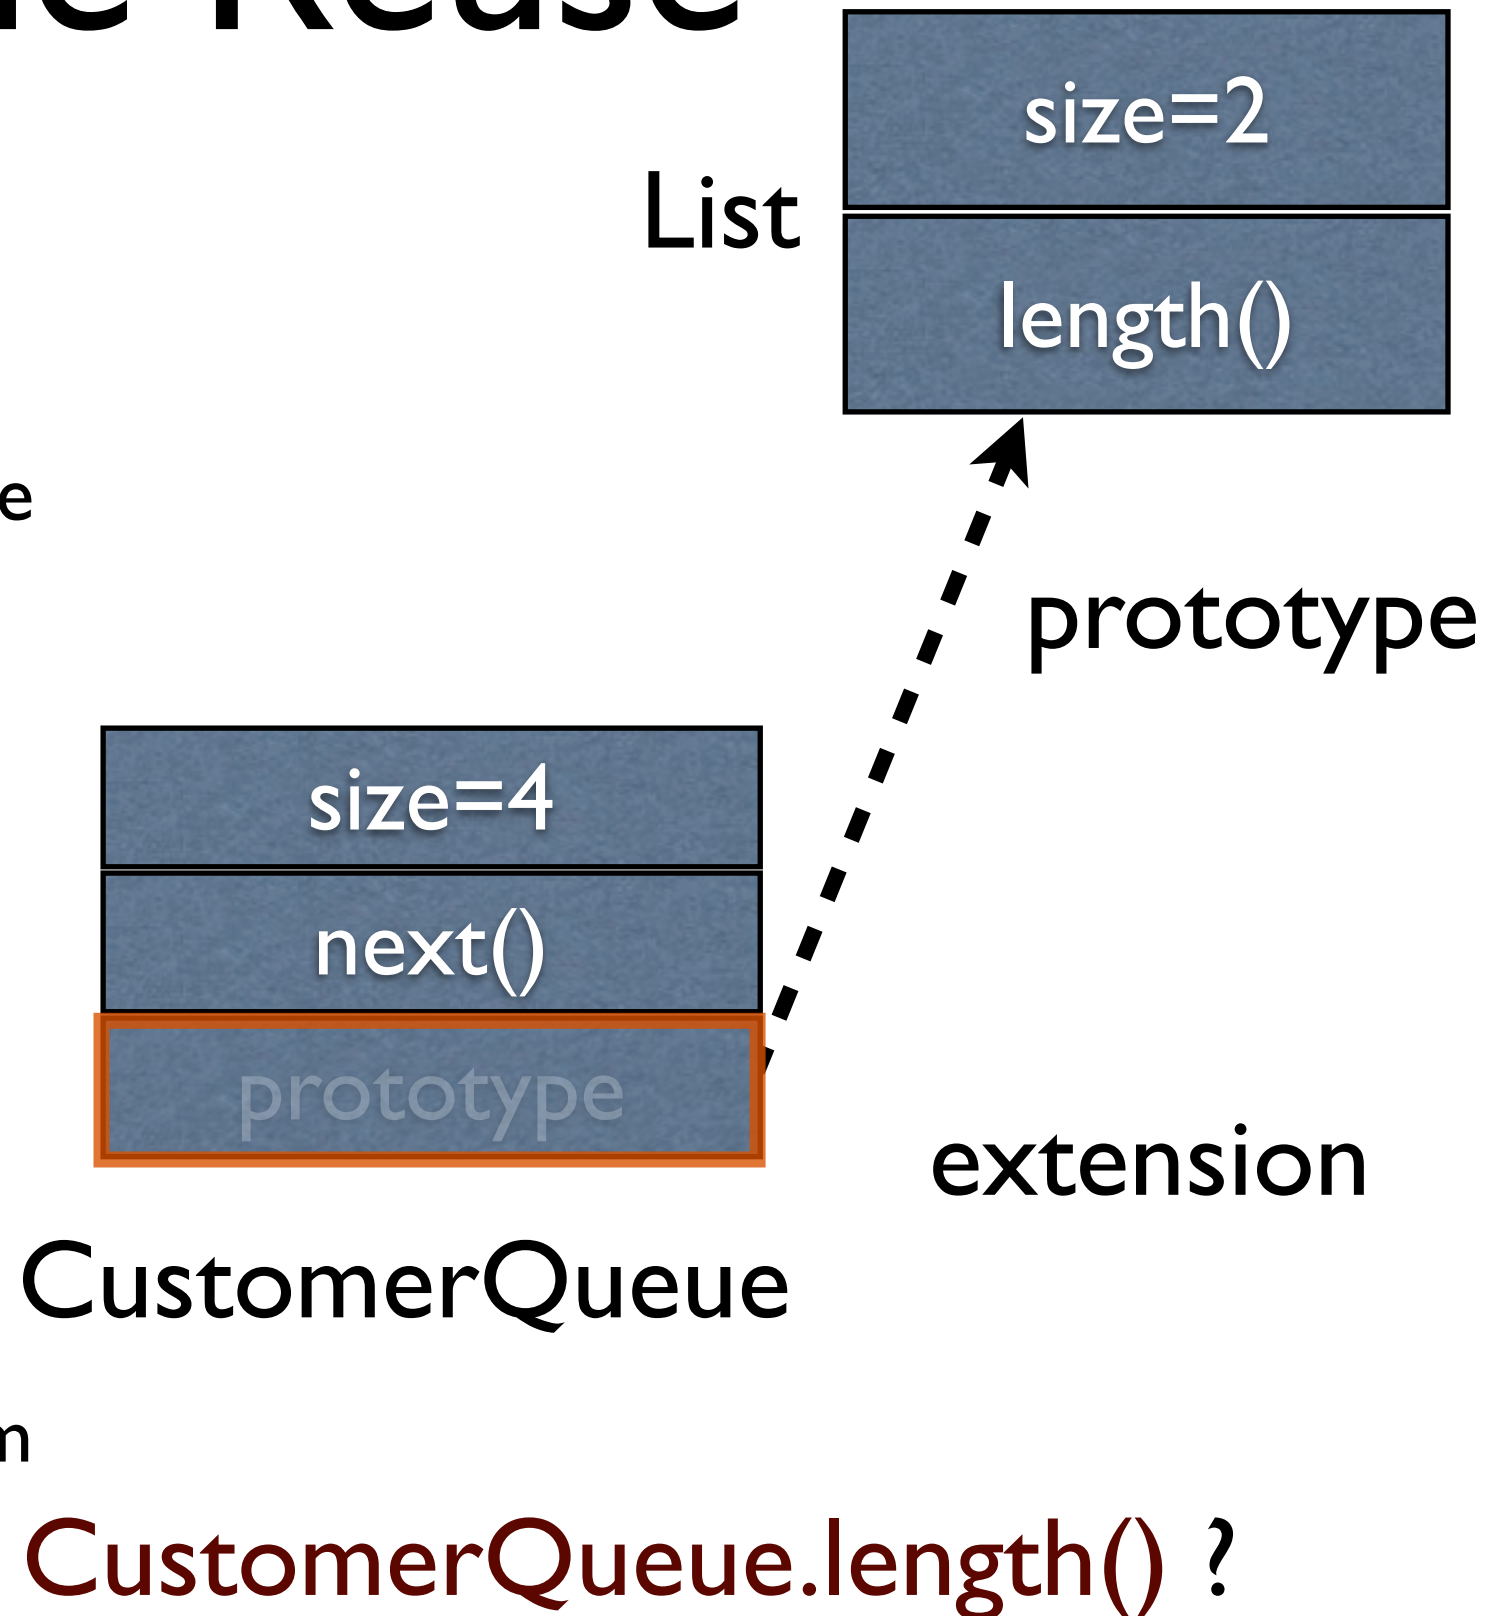 size=2
List
length()
prototype
size=4
next()
prototype
extension
CustomerQueue
CustomerQueue.length() ?